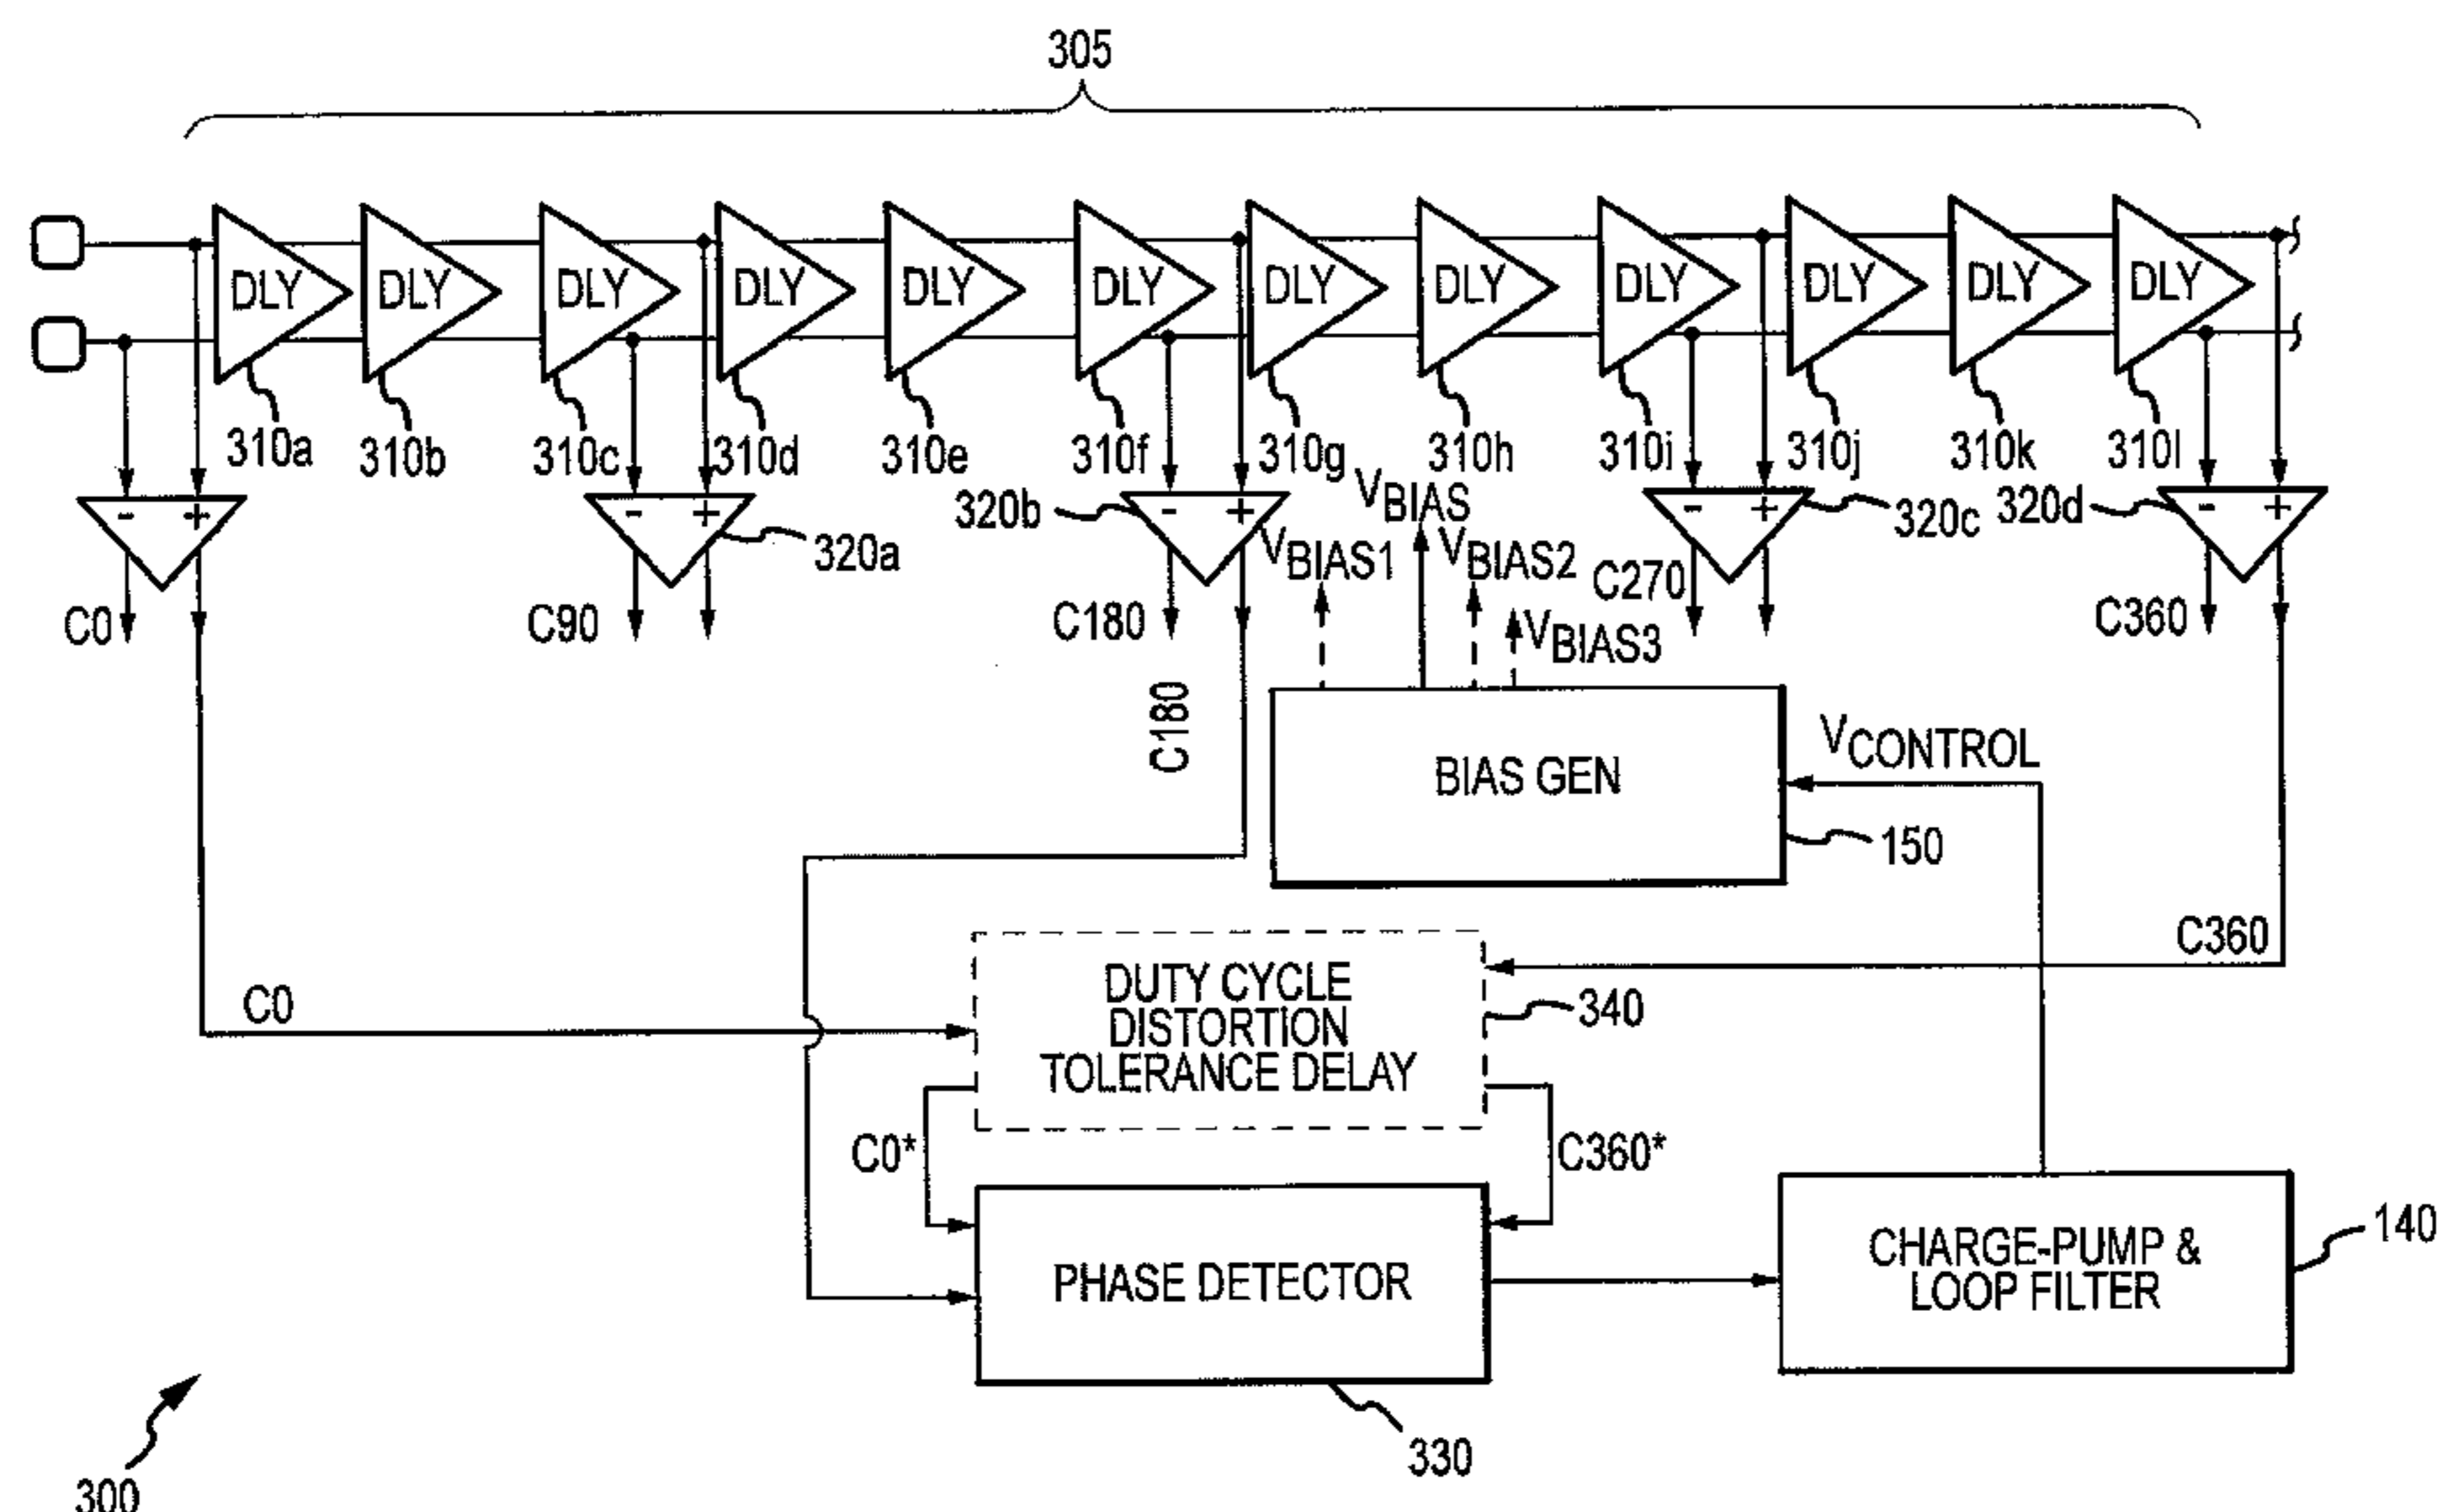 305
DLY DLY DLY DLY DLY DLY DLY DLY DLY DLY DLY DLY
310a 310b 310c 310d 310e 310f 310g 310h 310i 310j 310k 310l
- + - + - + - + - +
320a 320b 320c 320d
VBIAS
VBIAS1 VBIAS2
VBIAS3
C0 C90 C180 C270 C360
C180
BIAS GEN
VCONTROL
150
C360
C0
DUTY CYCLE
DISTORTION
TOLERANCE DELAY
340
C0*
C360*
PHASE DETECTOR
330
CHARGE-PUMP &
LOOP FILTER
140
300